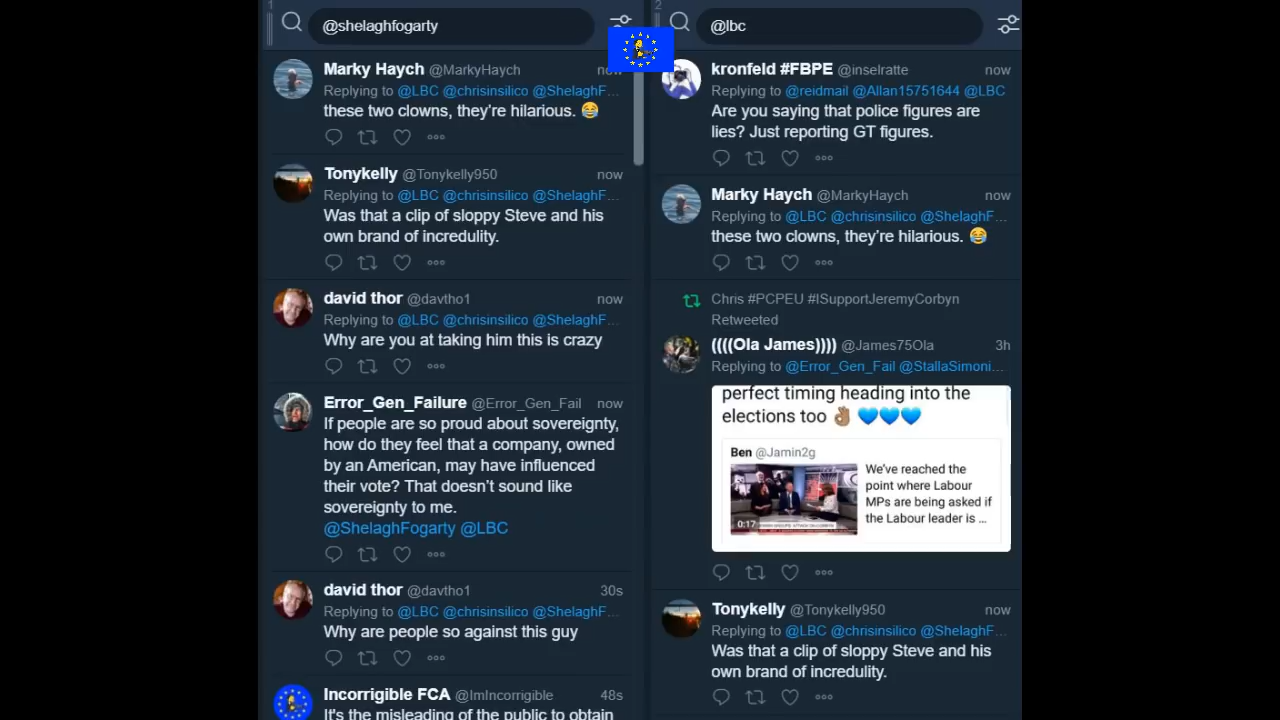 1
@shelaghfogarty
Marky Haych @MarkyHaych now
Replying to @LBC @chrisinsilico @ShelaghF...
these two clowns, they're hilarious. 😂
Tonykelly @Tonykelly950 now
Replying to @LBC @chrisinsilico @ShelaghF...
Was that a clip of sloppy Steve and his
own brand of incredulity.
david thor @davtho1 now
Replying to @LBC @chrisinsilico @ShelaghF...
Why are you at taking him this is crazy
Error_Gen_Failure @Error_Gen_Fail now
If people are so proud about sovereignty,
how do they feel that a company, owned
by an American, may have influenced
their vote? That doesn't sound like
sovereignty to me.
@ShelaghFogarty @LBC
david thor @davtho1 30s
Replying to @LBC @chrisinsilico @ShelaghF...
Why are people so against this guy
Incorrigible FCA @ImIncorrigible 48s
It's the misleading of the public to obtain
2
@lbc
kronfeld #FBPE @inselratte now
Replying to @reidmail @Allan15751644 @LBC
Are you saying that police figures are
lies? Just reporting GT figures.
Marky Haych @MarkyHaych now
Replying to @LBC @chrisinsilico @ShelaghF...
these two clowns, they're hilarious. 😂
Chris #PCPEU #ISupportJeremyCorbyn
Retweeted
((((Ola James)))) @James75Ola 3h
Replying to @Error_Gen_Fail @StallaSimoni...
perfect timing heading into the
elections too 👌🏽 💙💙💙
Ben @Jamin2g
We've reached the
point where Labour
MPs are being asked if
the Labour leader is ...
0:17
Tonykelly @Tonykelly950 now
Replying to @LBC @chrisinsilico @ShelaghF...
Was that a clip of sloppy Steve and his
own brand of incredulity.